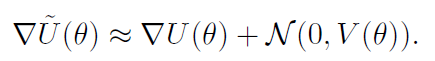 ∇Ũ(θ) ≈ ∇U(θ) + 𝒩(0, V(θ)).